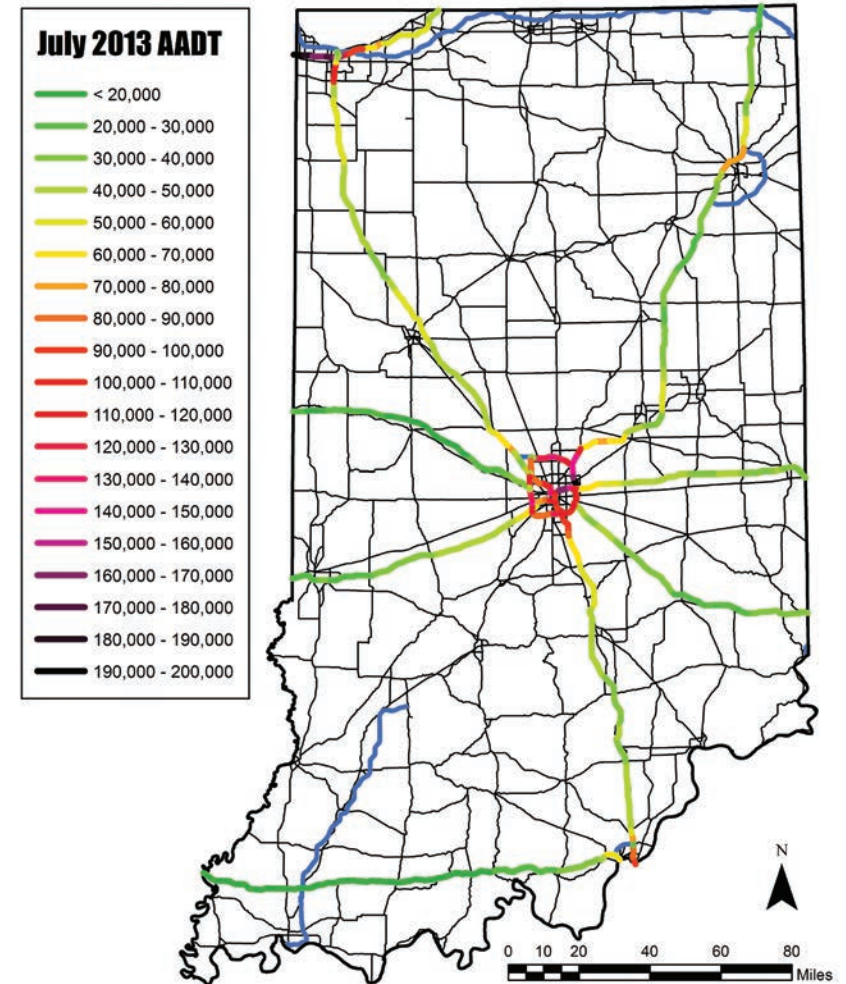 July 2013 AADT
< 20,000
20,000 - 30,000
30,000 - 40,000
40,000 - 50,000
50,000 - 60,000
60,000 - 70,000
70,000 - 80,000
80,000 - 90,000
90,000 - 100,000
100,000 - 110,000
110,000 - 120,000
120,000 - 130,000
130,000 - 140,000
140,000 - 150,000
150,000 - 160,000
160,000 - 170,000
170,000 - 180,000
180,000 - 190,000
190,000 - 200,000
N
0 10 20 40 60 80
Miles